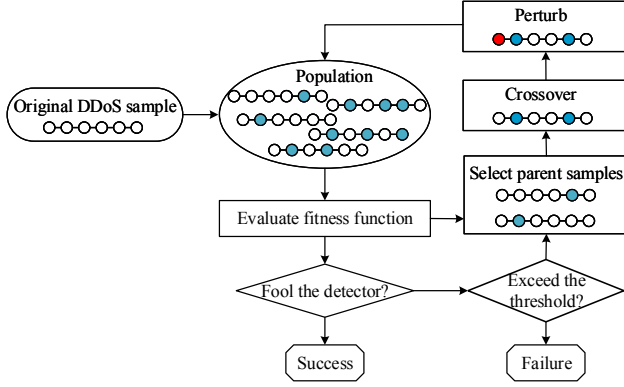 Perturb
Population
Original DDoS sample
Crossover
Select parent samples
Evaluate fitness function
Fool the detector?
Exceed the
threshold?
Success
Failure